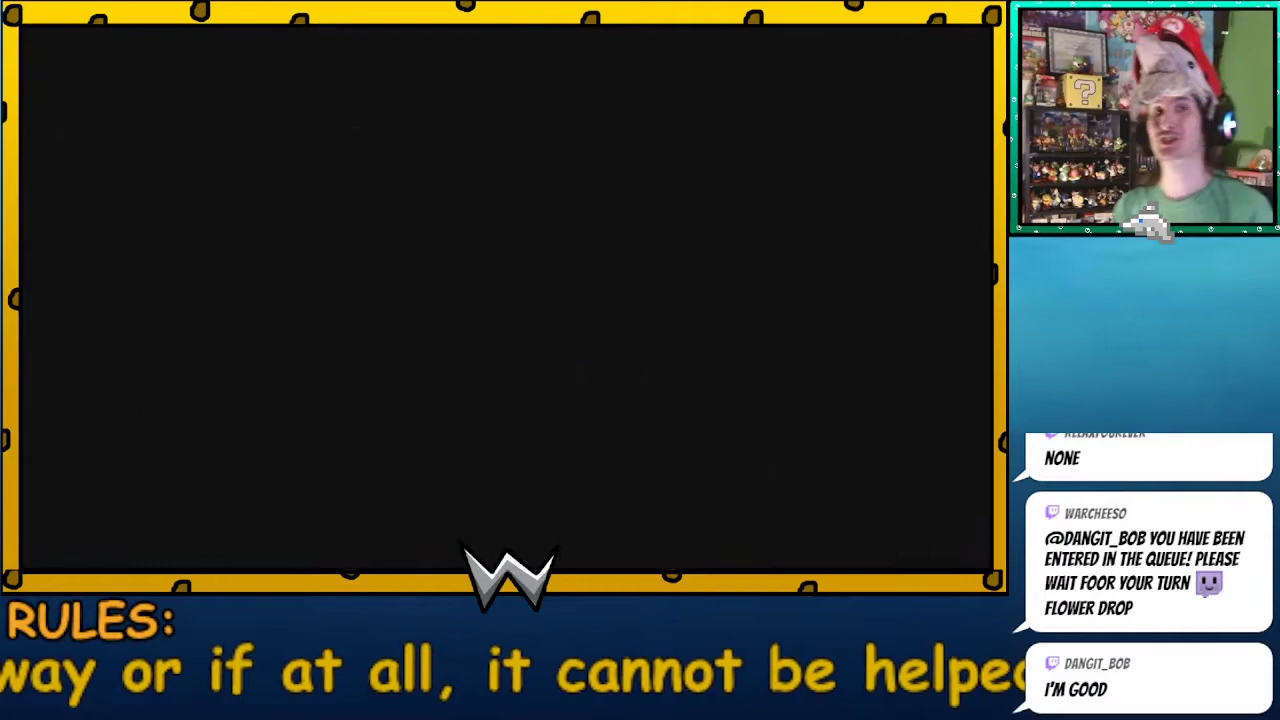 NONE
WARCHEESO
@DANGIT_BOB YOU HAVE BEEN
ENTERED IN THE QUEUE! PLEASE
WAIT FOOR YOUR TURN
FLOWER DROP
DANGIT_BOB
I'M GOOD
RULES:
way or if at all, it cannot be helped